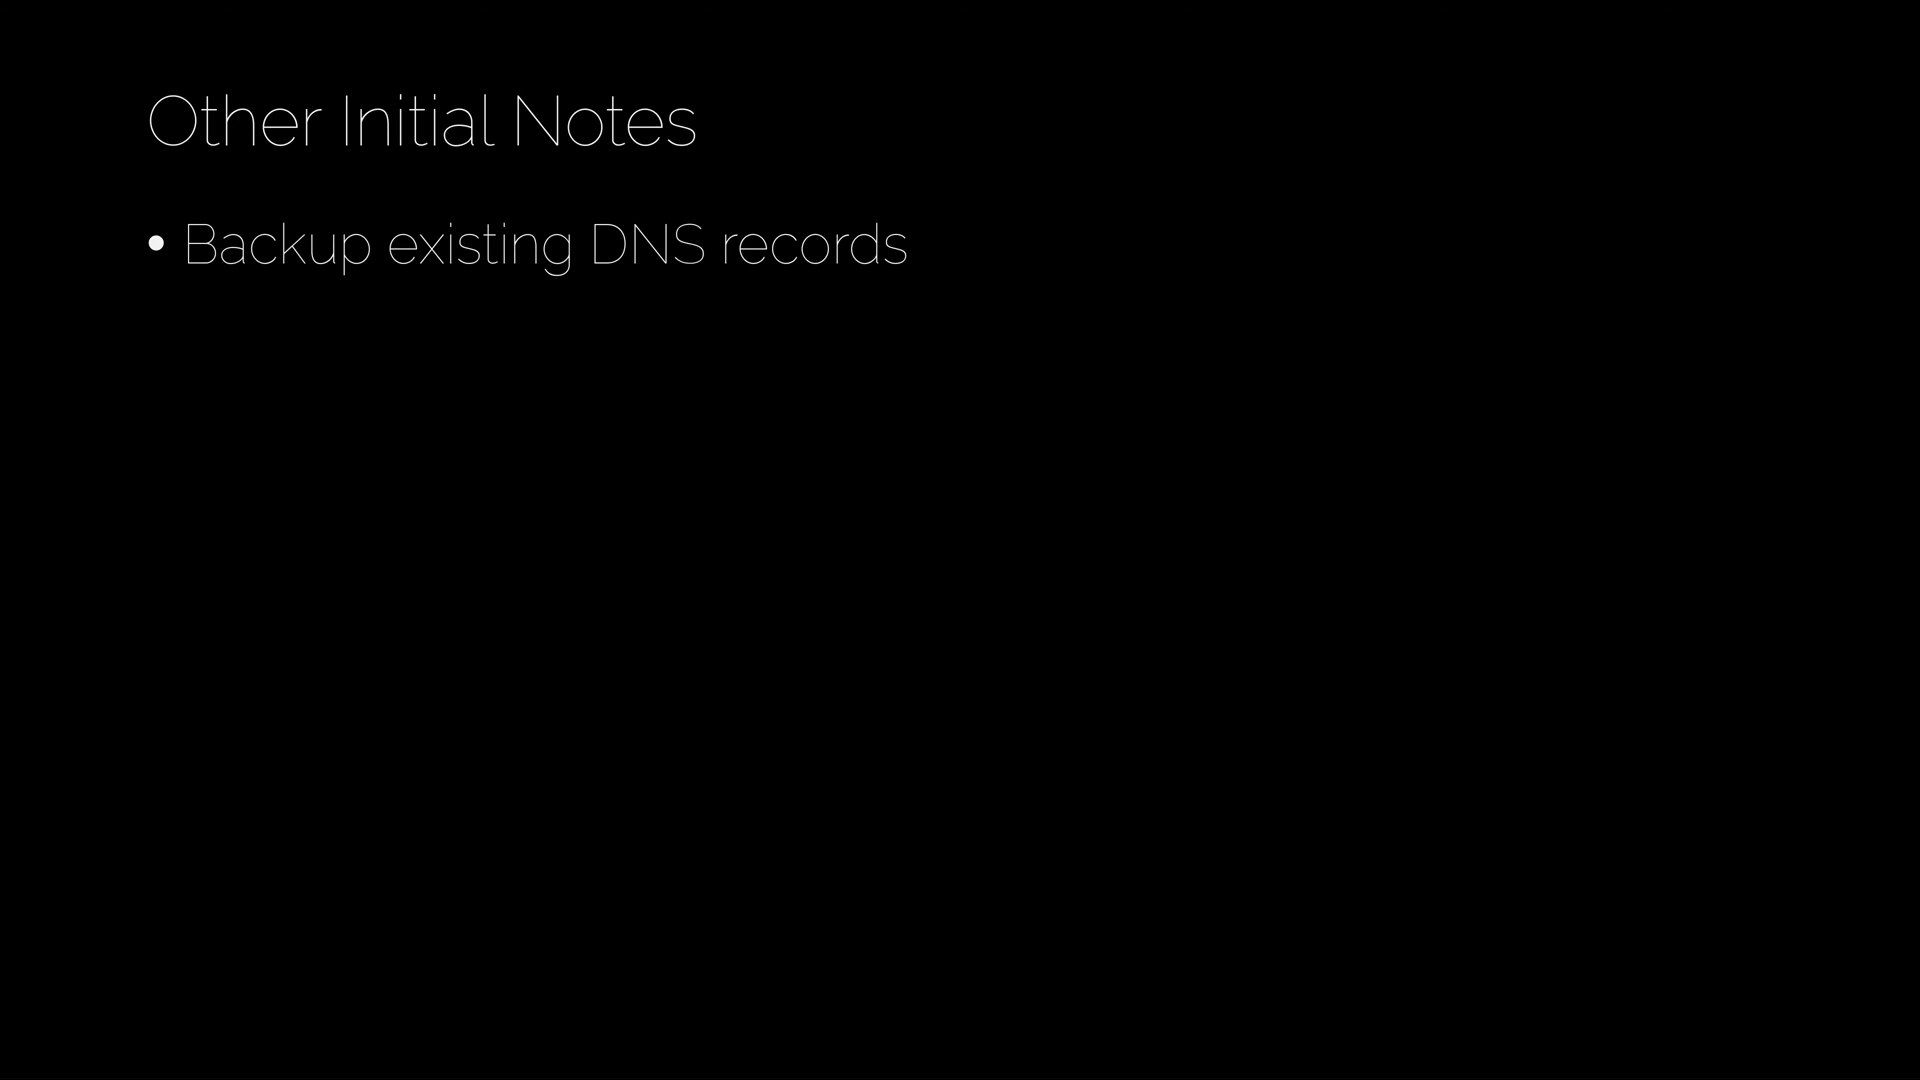 Other Initial Notes
• Backup existing DNS records